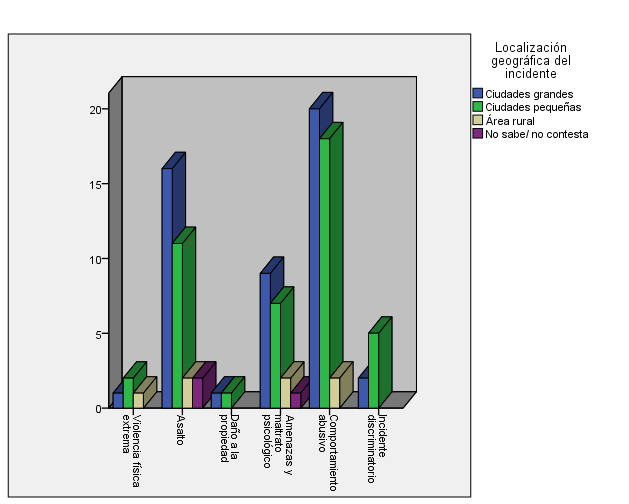 Localización
geográfica del
incidente
Ciudades grandes
Ciudades pequeñas
Área rural
No sabe/ no contesta
20
15
10
5
0
Violencia física
extrema
Asalto
Daño a la
propiedad
Amenazas y
maltrato
psicológico
Comportamiento
abusivo
Incidente
discriminatorio